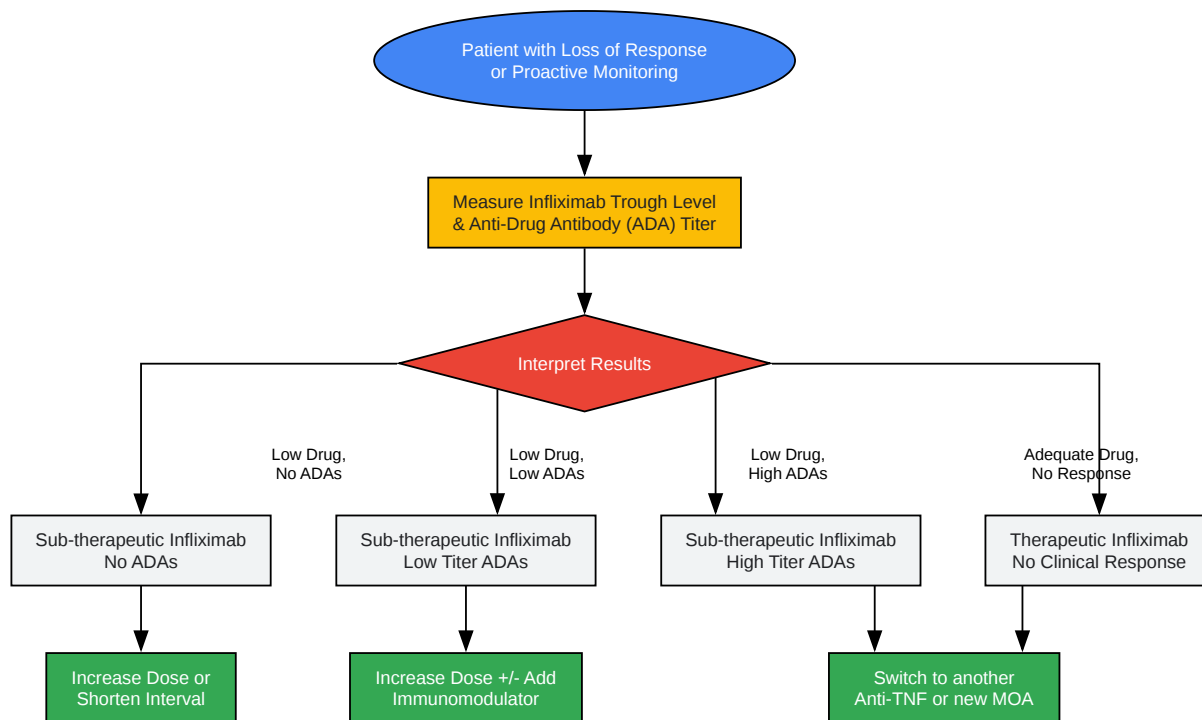 Patient with Loss of Response
or Proactive Monitoring
Measure Infliximab Trough Level
& Anti-Drug Antibody (ADA) Titer
Interpret Results
Low Drug,
No ADAs
Low Drug,
Low ADAs
Low Drug,
High ADAs
Adequate Drug,
No Response
Sub-therapeutic Infliximab
No ADAs
Sub-therapeutic Infliximab
Low Titer ADAs
Sub-therapeutic Infliximab
High Titer ADAs
Therapeutic Infliximab
No Clinical Response
Increase Dose or
Shorten Interval
Increase Dose +/- Add
Immunomodulator
Switch to another
Anti-TNF or new MOA